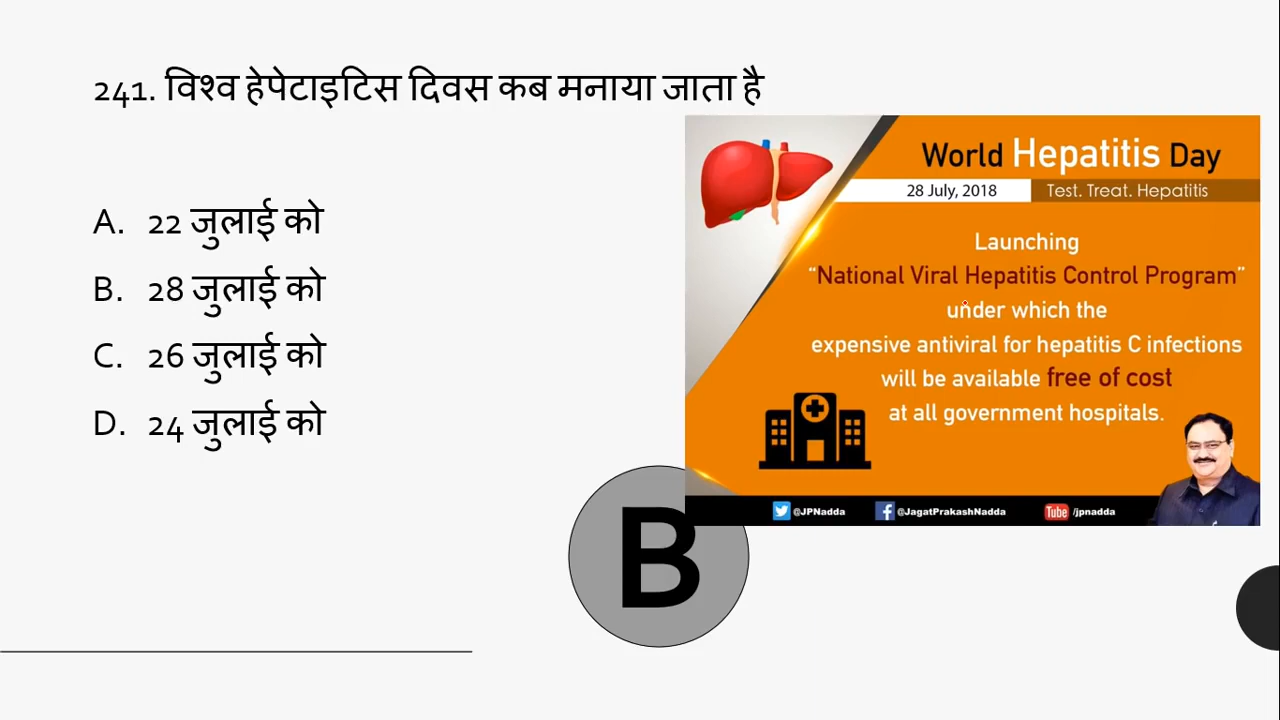 241. विश्व हेपेटाइटिस दिवस कब मनाया जाता है
A. 22 जुलाई को
B. 28 जुलाई को
C. 26 जुलाई को
D. 24 जुलाई को
World Hepatitis Day
28 July, 2018 Test. Treat. Hepatitis
Launching
“National Viral Hepatitis Control Program”
under which the
expensive antiviral for hepatitis C infections
will be available free of cost
at all government hospitals.
@JPNadda @JagatPrakashNadda Tube /jpnadda
B